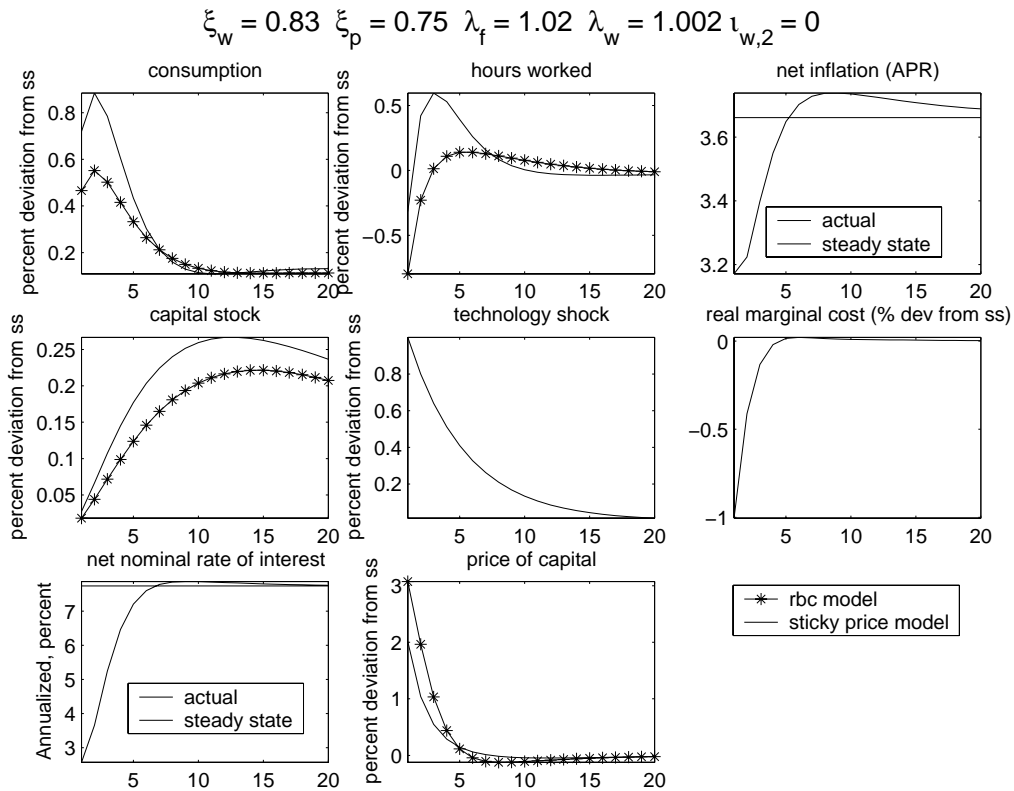 ξw = 0.83 ξp = 0.75 λf = 1.02 λw = 1.002 ιw,2 = 0
consumption
percent deviation from ss
0.8
0.6
0.4
0.2
5 10 15 20
hours worked
percent deviation from ss
0.5
0
−0.5
5 10 15 20
net inflation (APR)
3.6
3.4
3.2
actual
steady state
5 10 15 20
capital stock
percent deviation from ss
0.25
0.2
0.15
0.1
0.05
5 10 15 20
technology shock
percent deviation from ss
0.8
0.6
0.4
0.2
5 10 15 20
real marginal cost (% dev from ss)
0
−0.5
−1
5 10 15 20
net nominal rate of interest
Annualized, percent
7
6
5
4
3
actual
steady state
5 10 15 20
price of capital
percent deviation from ss
3
2
1
0
5 10 15 20
rbc model
sticky price model